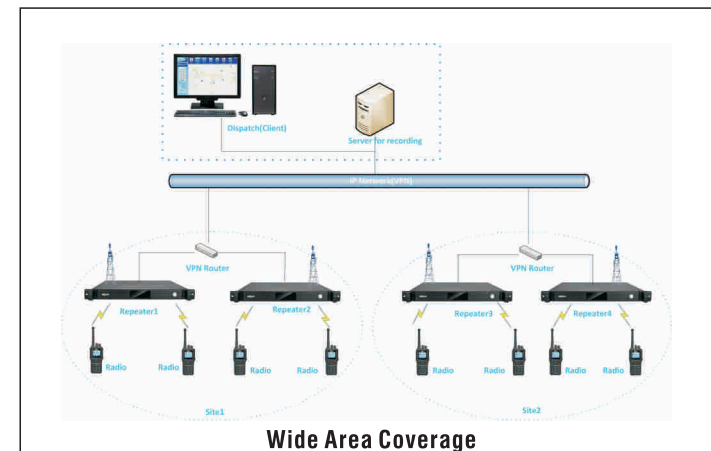 Dispatch(Client)
Server for recording
IP Network(VPN)
VPN Router VPN Router
Repeater1 Repeater2 Repeater3 Repeater4
Radio Radio Radio Radio Radio Radio Radio Radio
Site1 Site2
Wide Area Coverage